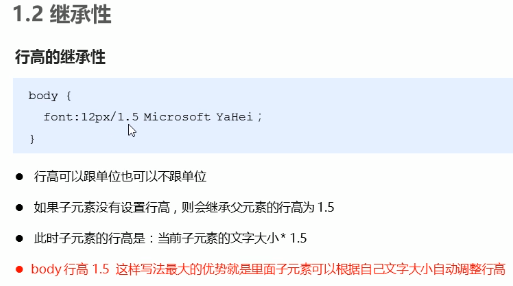 1.2 继承性
行高的继承性
body {
font:12px/1.5 Microsoft YaHei；
}
● 行高可以跟单位也可以不跟单位
● 如果子元素没有设置行高，则会继承父元素的行高为 1.5
● 此时子元素的行高是：当前子元素的文字大小 * 1.5
● body 行高 1.5 这样写法最大的优势就是里面子元素可以根据自己文字大小自动调整行高